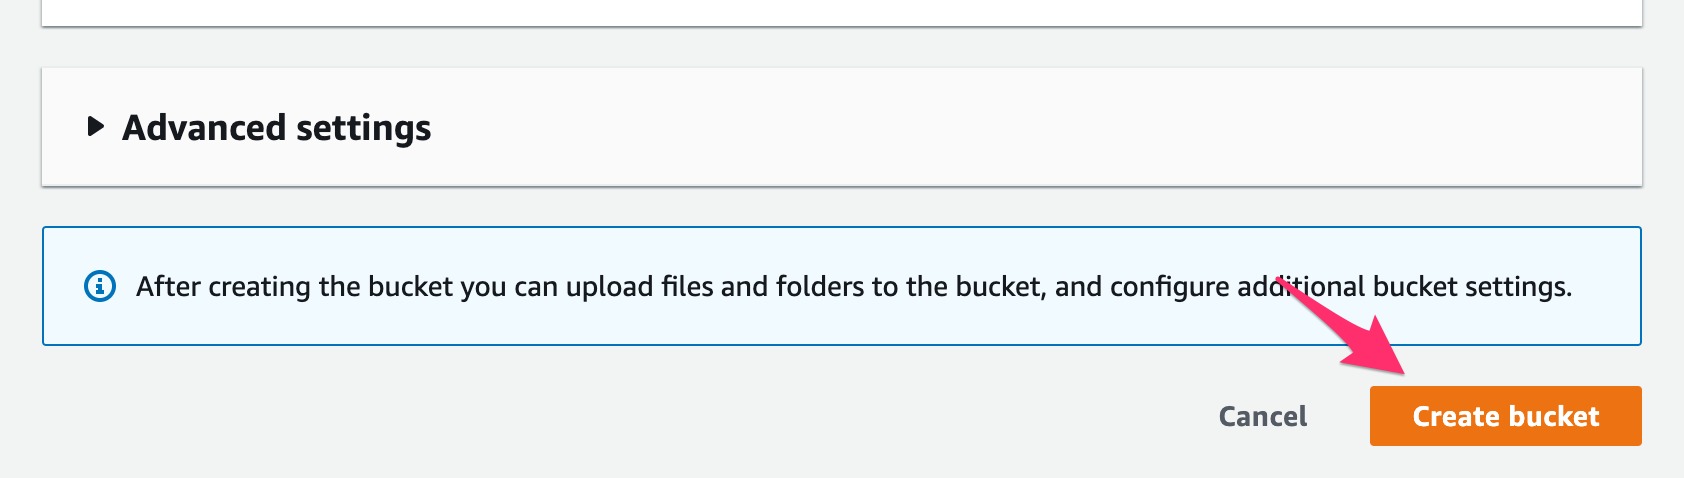 Advanced settings
After creating the bucket you can upload files and folders to the bucket, and configure additional bucket settings.
Cancel
Create bucket